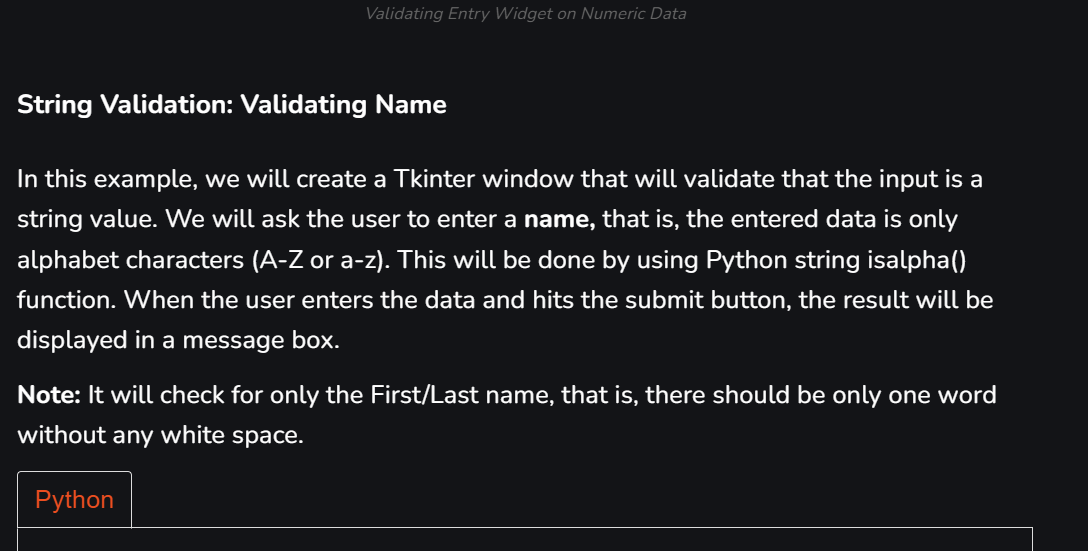 Validating Entry Widget on Numeric Data
String Validation: Validating Name
In this example, we will create a Tkinter window that will validate that the input is a
string value. We will ask the user to enter a name, that is, the entered data is only
alphabet characters (A-Z or a-z). This will be done by using Python string isalpha()
function. When the user enters the data and hits the submit button, the result will be
displayed in a message box.
Note: It will check for only the First/Last name, that is, there should be only one word
without any white space.
Python